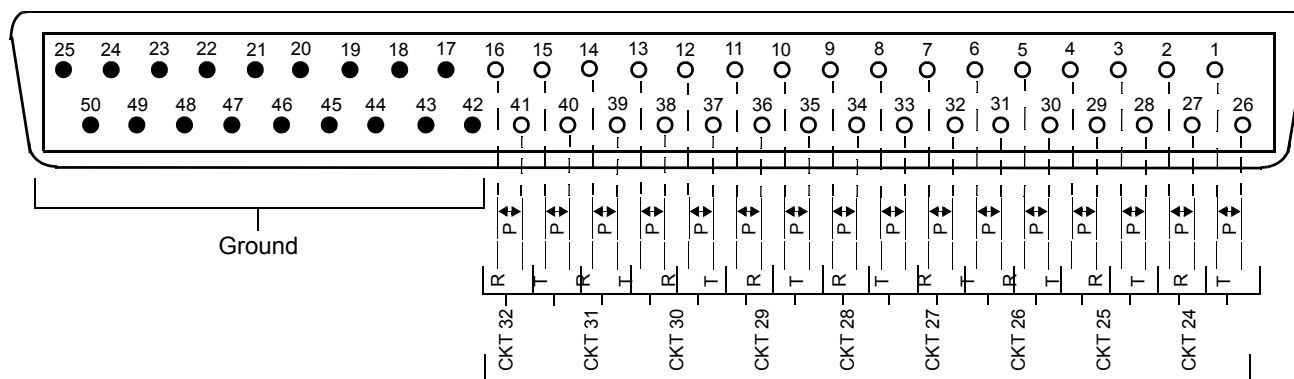 25 24 23 22 21 20 19 18 17 16 15 14 13 12 11 10 9 8 7 6 5 4 3 2 1
50 49 48 47 46 45 44 43 42 41 40 39 38 37 36 35 34 33 32 31 30 29 28 27 26
P P P P P P P P P P P P P P P P
Ground
R T R T R T R T R T R T R T R T R T
CKT 32 CKT 31 CKT 30 CKT 29 CKT 28 CKT 27 CKT 26 CKT 25 CKT 24